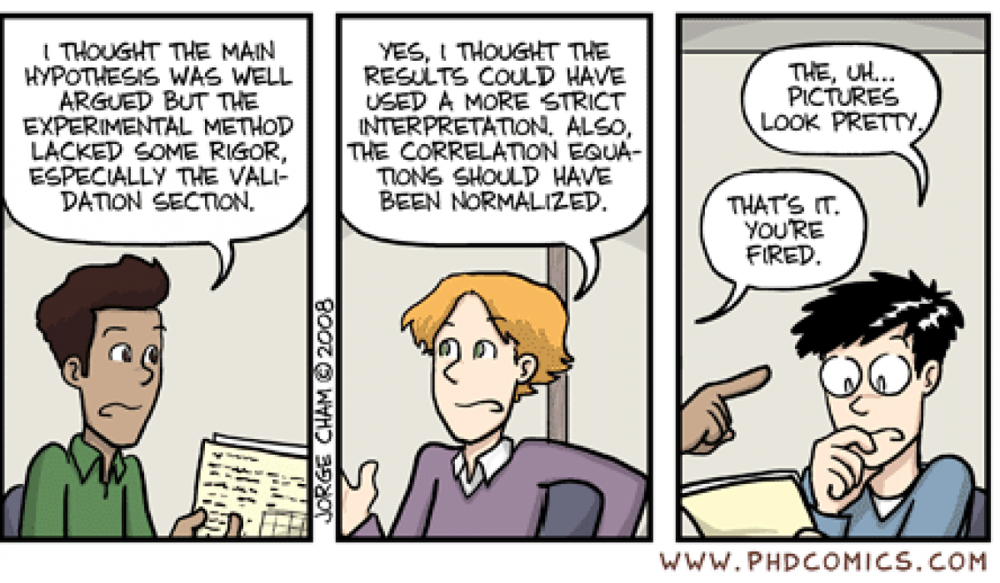 I THOUGHT THE MAIN
HYPOTHESIS WAS WELL
ARGUED BUT THE
EXPERIMENTAL METHOD
LACKED SOME RIGOR,
ESPECIALLY THE VALI-
DATION SECTION.
YES, I THOUGHT THE
RESULTS COULD HAVE
USED A MORE STRICT
INTERPRETATION. ALSO,
THE CORRELATION EQUA-
TIONS SHOULD HAVE
BEEN NORMALIZED.
THE, UH...
PICTURES
LOOK PRETTY.
THAT'S IT.
YOU'RE
FIRED.
JORGE CHAM © 2008
WWW.PHDCOMICS.COM